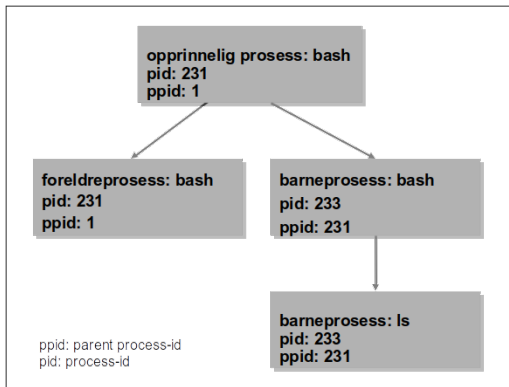 opprinnelig prosess: bash
pid: 231
ppid: 1
foreldreprosess: bash
pid: 231
ppid: 1
barneprosess: bash
pid: 233
ppid: 231
barneprosess: ls
pid: 233
ppid: 231
ppid: parent process-id
pid: process-id